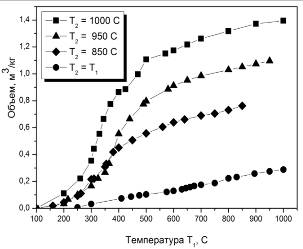 T2 = 1000 C
T2 = 950 C
T2 = 850 C
T2 = T1
Объем, м3/кг
1,4
1,2
1,0
0,8
0,6
0,4
0,2
0,0
100 200 300 400 500 600 700 800 900 1000
Температура T1, С